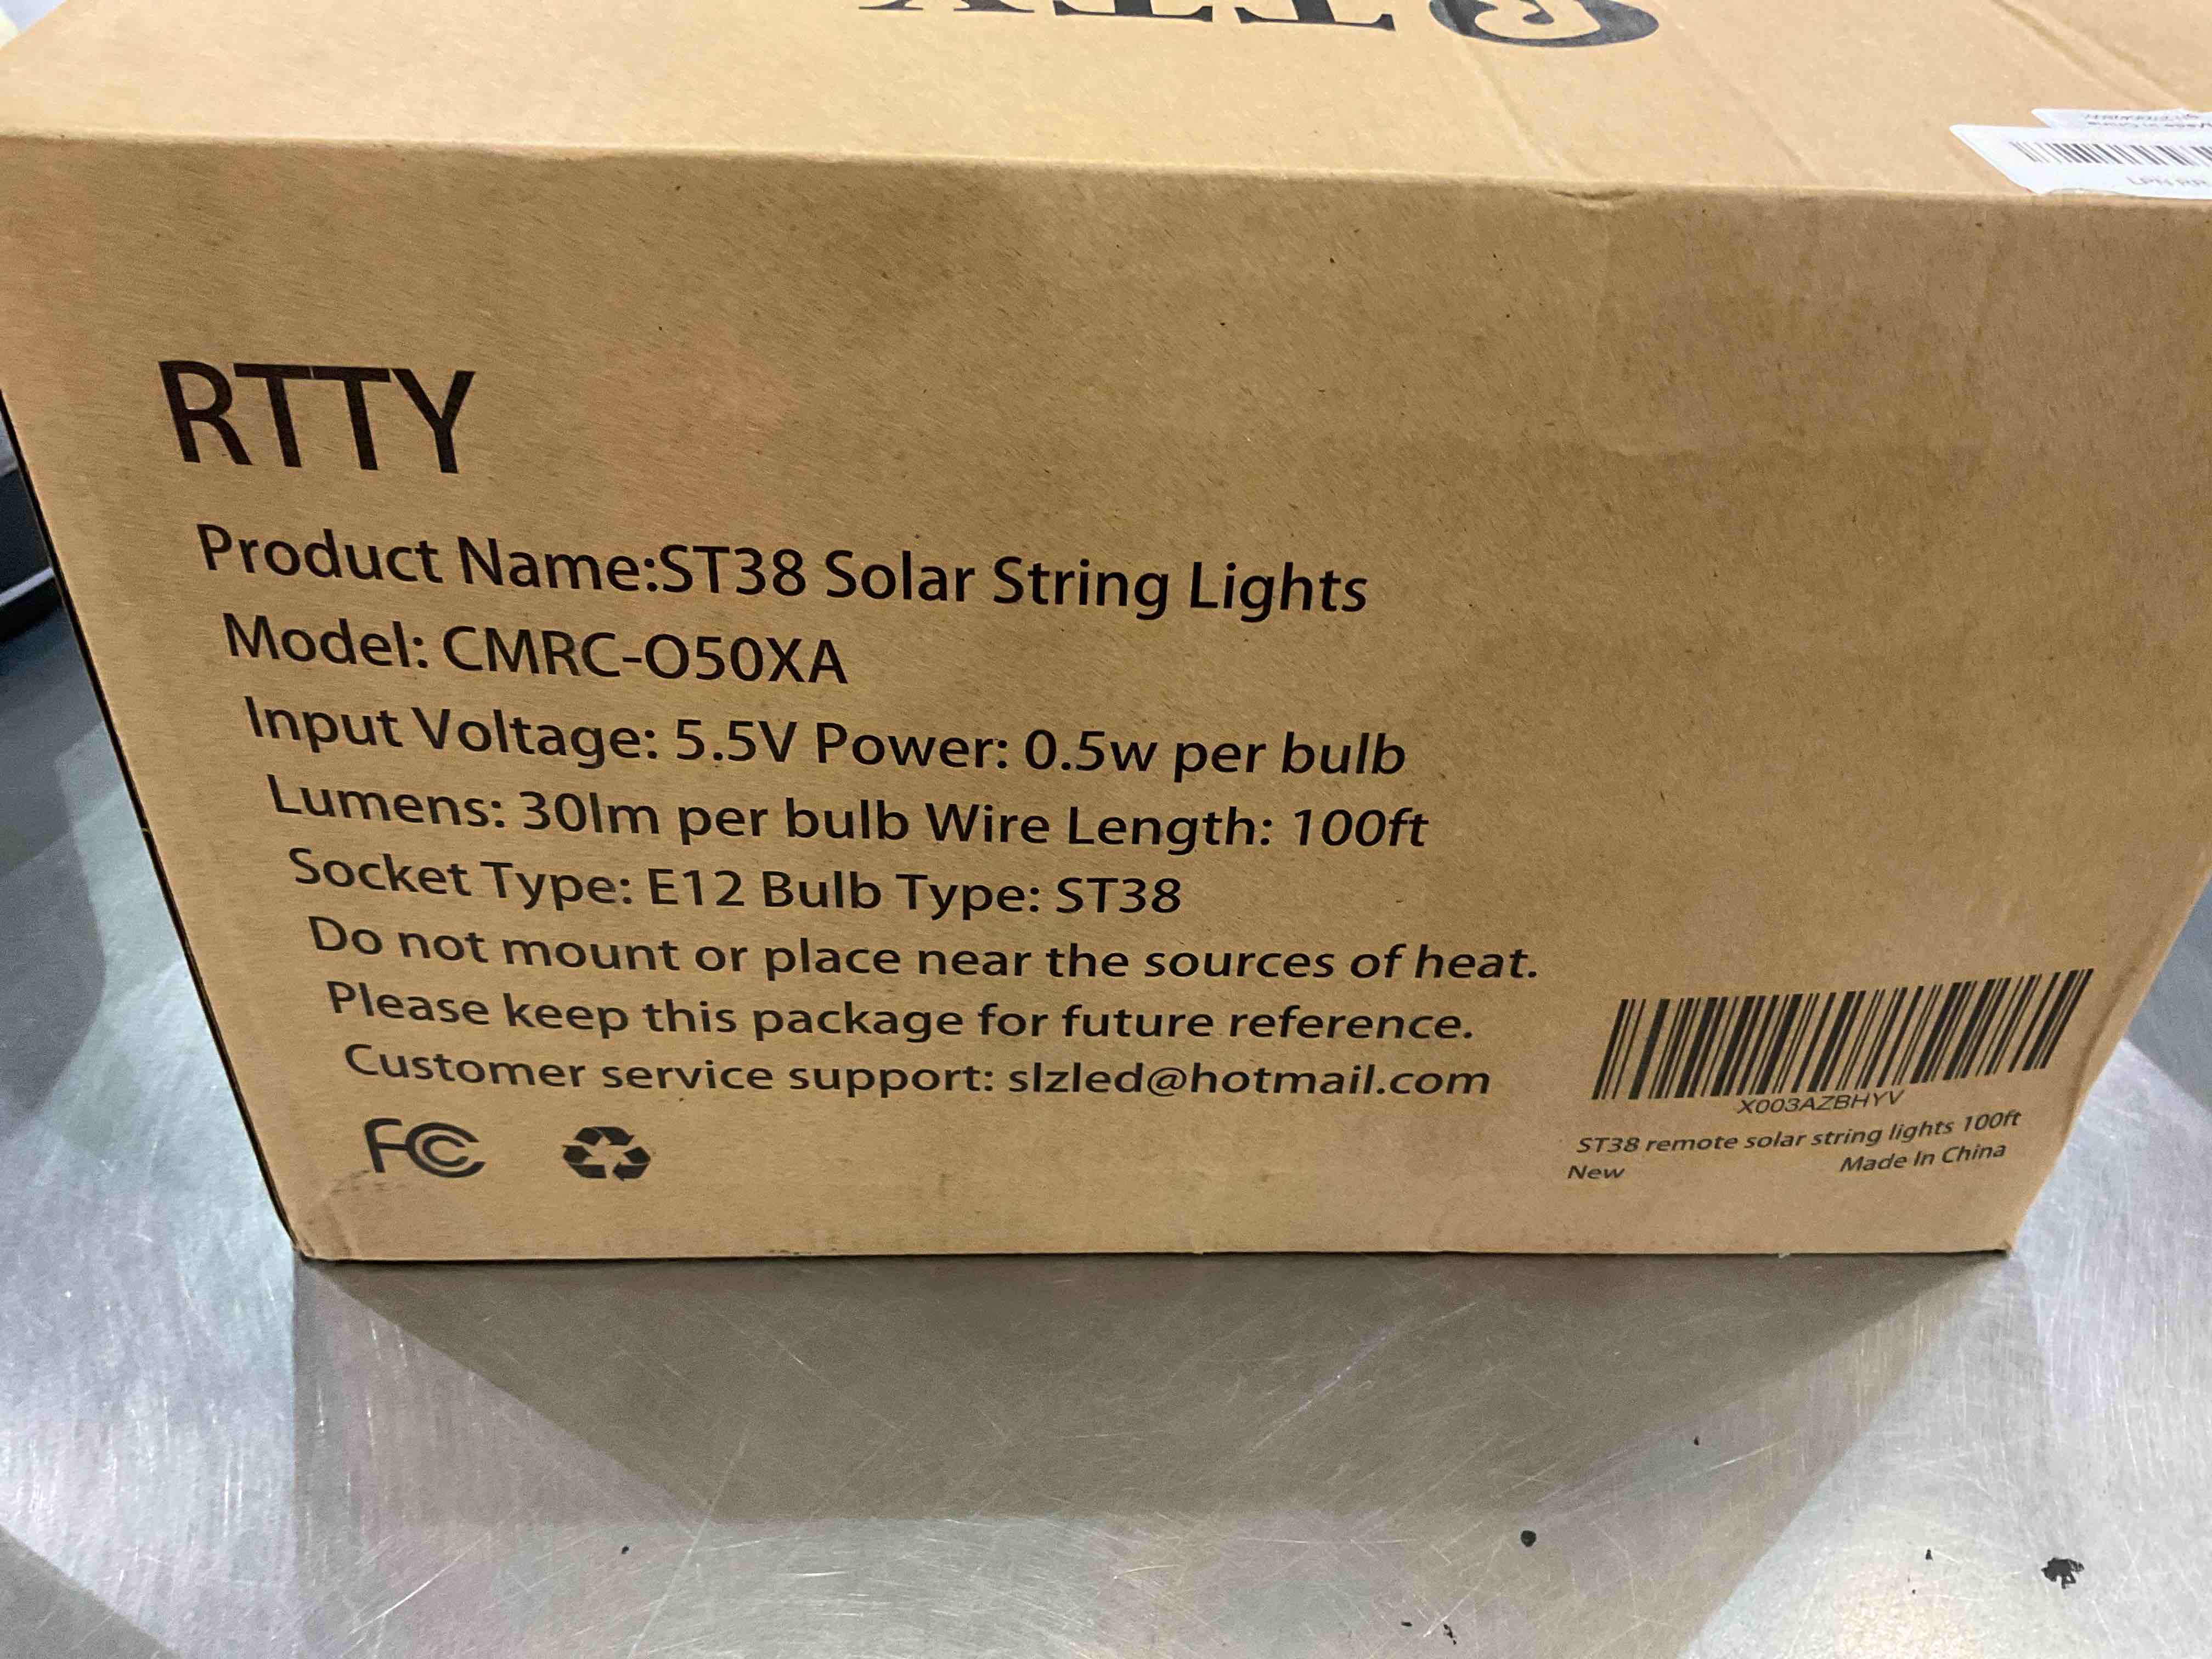 TTY
RTTY
Product Name:ST38 Solar String Lights
Model: CMRC-O50XA
Input Voltage: 5.5V Power: 0.5w per bulb
Lumens: 30lm per bulb Wire Length: 100ft
Socket Type: E12 Bulb Type: ST38
Do not mount or place near the sources of heat.
Please keep this package for future reference.
Customer service support: slzled@hotmail.com
FC
X003AZBHYV
ST38 remote solar string lights 100ft
New Made In China